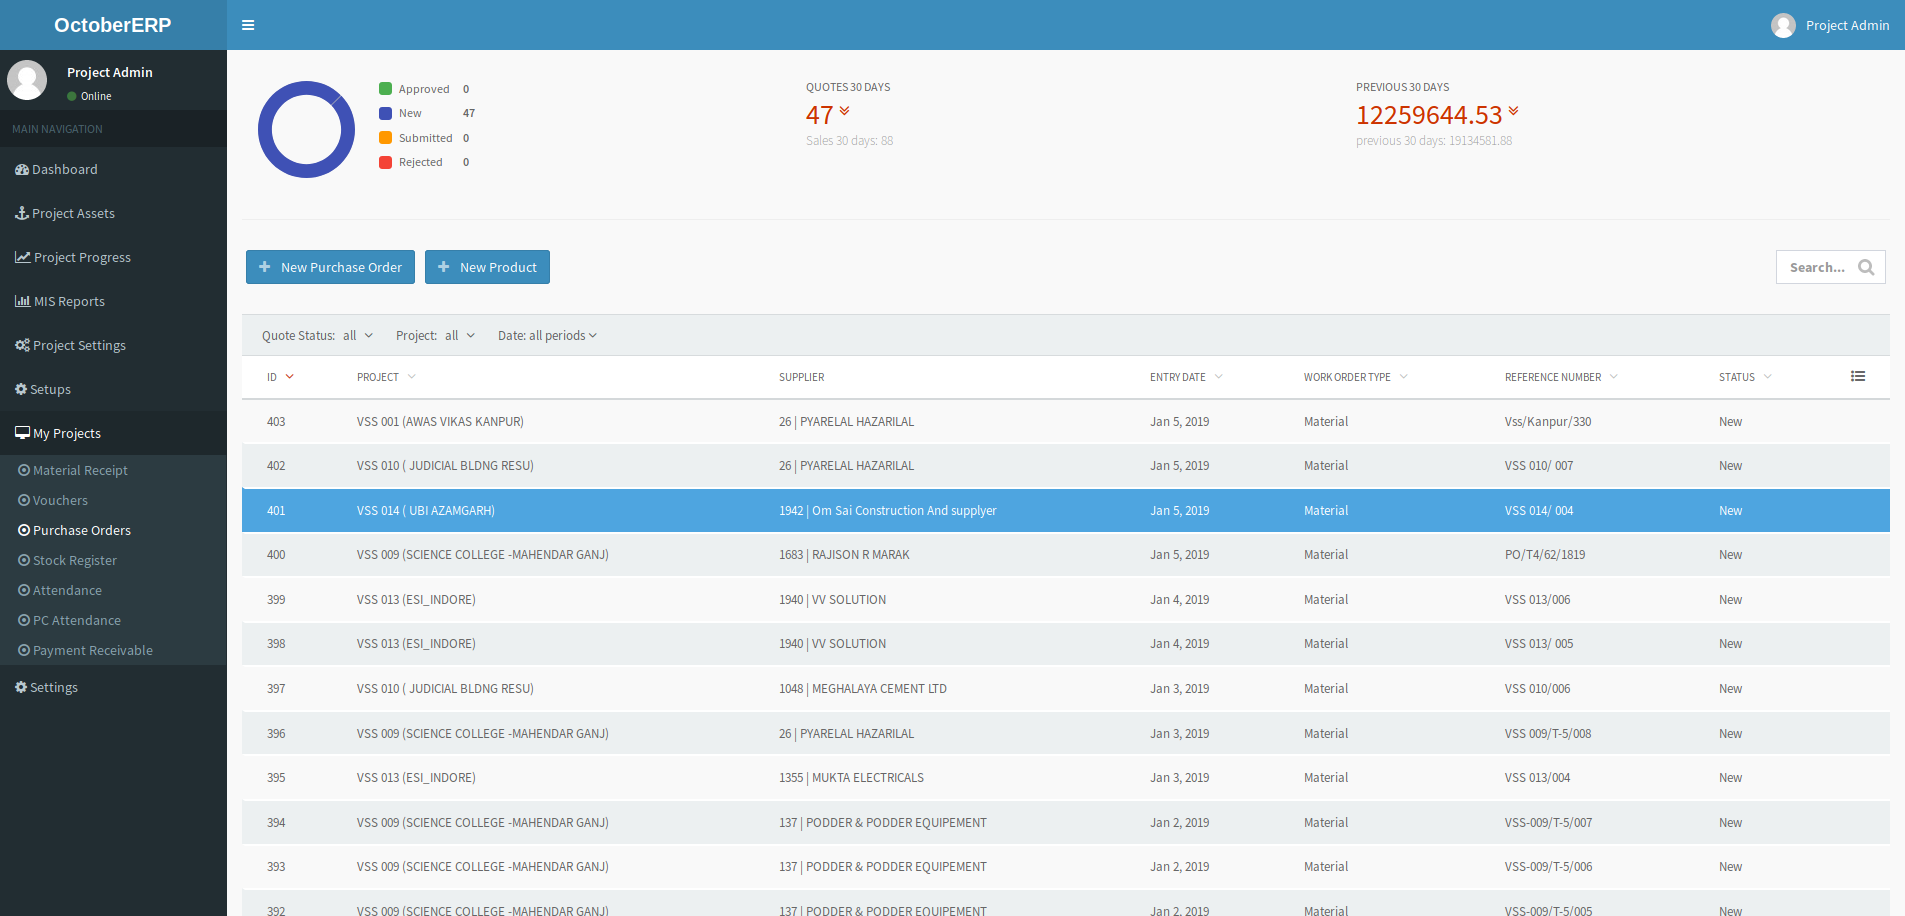 OctoberERP
Project Admin
Project Admin
Online
MAIN NAVIGATION
Dashboard
Project Assets
Project Progress
MIS Reports
Project Settings
Setups
My Projects
Material Receipt
Vouchers
Purchase Orders
Stock Register
Attendance
PC Attendance
Payment Receivable
Settings
Approved 0
New 47
Submitted 0
Rejected 0
QUOTES 30 DAYS
47
Sales 30 days: 88
PREVIOUS 30 DAYS
12259644.53
previous 30 days: 19134581.88
New Purchase Order New Product Search...
Quote Status: all Project: all Date: all periods
ID PROJECT SUPPLIER ENTRY DATE WORK ORDER TYPE REFERENCE NUMBER STATUS
403 VSS 001 (AWAS VIKAS KANPUR) 26 | PYARELAL HAZARILAL Jan 5, 2019 Material Vss/Kanpur/330 New
402 VSS 010 ( JUDICIAL BLDNG RESU) 26 | PYARELAL HAZARILAL Jan 5, 2019 Material VSS 010/ 007 New
401 VSS 014 ( UBI AZAMGARH) 1942 | Om Sai Construction And supplyer Jan 5, 2019 Material VSS 014/ 004 New
400 VSS 009 (SCIENCE COLLEGE -MAHENDAR GANJ) 1683 | RAJISON R MARAK Jan 5, 2019 Material PO/T4/62/1819 New
399 VSS 013 (ESI_INDORE) 1940 | VV SOLUTION Jan 4, 2019 Material VSS 013/006 New
398 VSS 013 (ESI_INDORE) 1940 | VV SOLUTION Jan 4, 2019 Material VSS 013/ 005 New
397 VSS 010 ( JUDICIAL BLDNG RESU) 1048 | MEGHALAYA CEMENT LTD Jan 3, 2019 Material VSS 010/006 New
396 VSS 009 (SCIENCE COLLEGE -MAHENDAR GANJ) 26 | PYARELAL HAZARILAL Jan 3, 2019 Material VSS 009/T-5/008 New
395 VSS 013 (ESI_INDORE) 1355 | MUKTA ELECTRICALS Jan 3, 2019 Material VSS 013/004 New
394 VSS 009 (SCIENCE COLLEGE -MAHENDAR GANJ) 137 | PODDER & PODDER EQUIPEMENT Jan 2, 2019 Material VSS-009/T-5/007 New
393 VSS 009 (SCIENCE COLLEGE -MAHENDAR GANJ) 137 | PODDER & PODDER EQUIPEMENT Jan 2, 2019 Material VSS-009/T-5/006 New
392 VSS 009 (SCIENCE COLLEGE -MAHENDAR GANJ) 137 | PODDER & PODDER EQUIPEMENT Jan 2, 2019 Material VSS-009/T-5/005 New